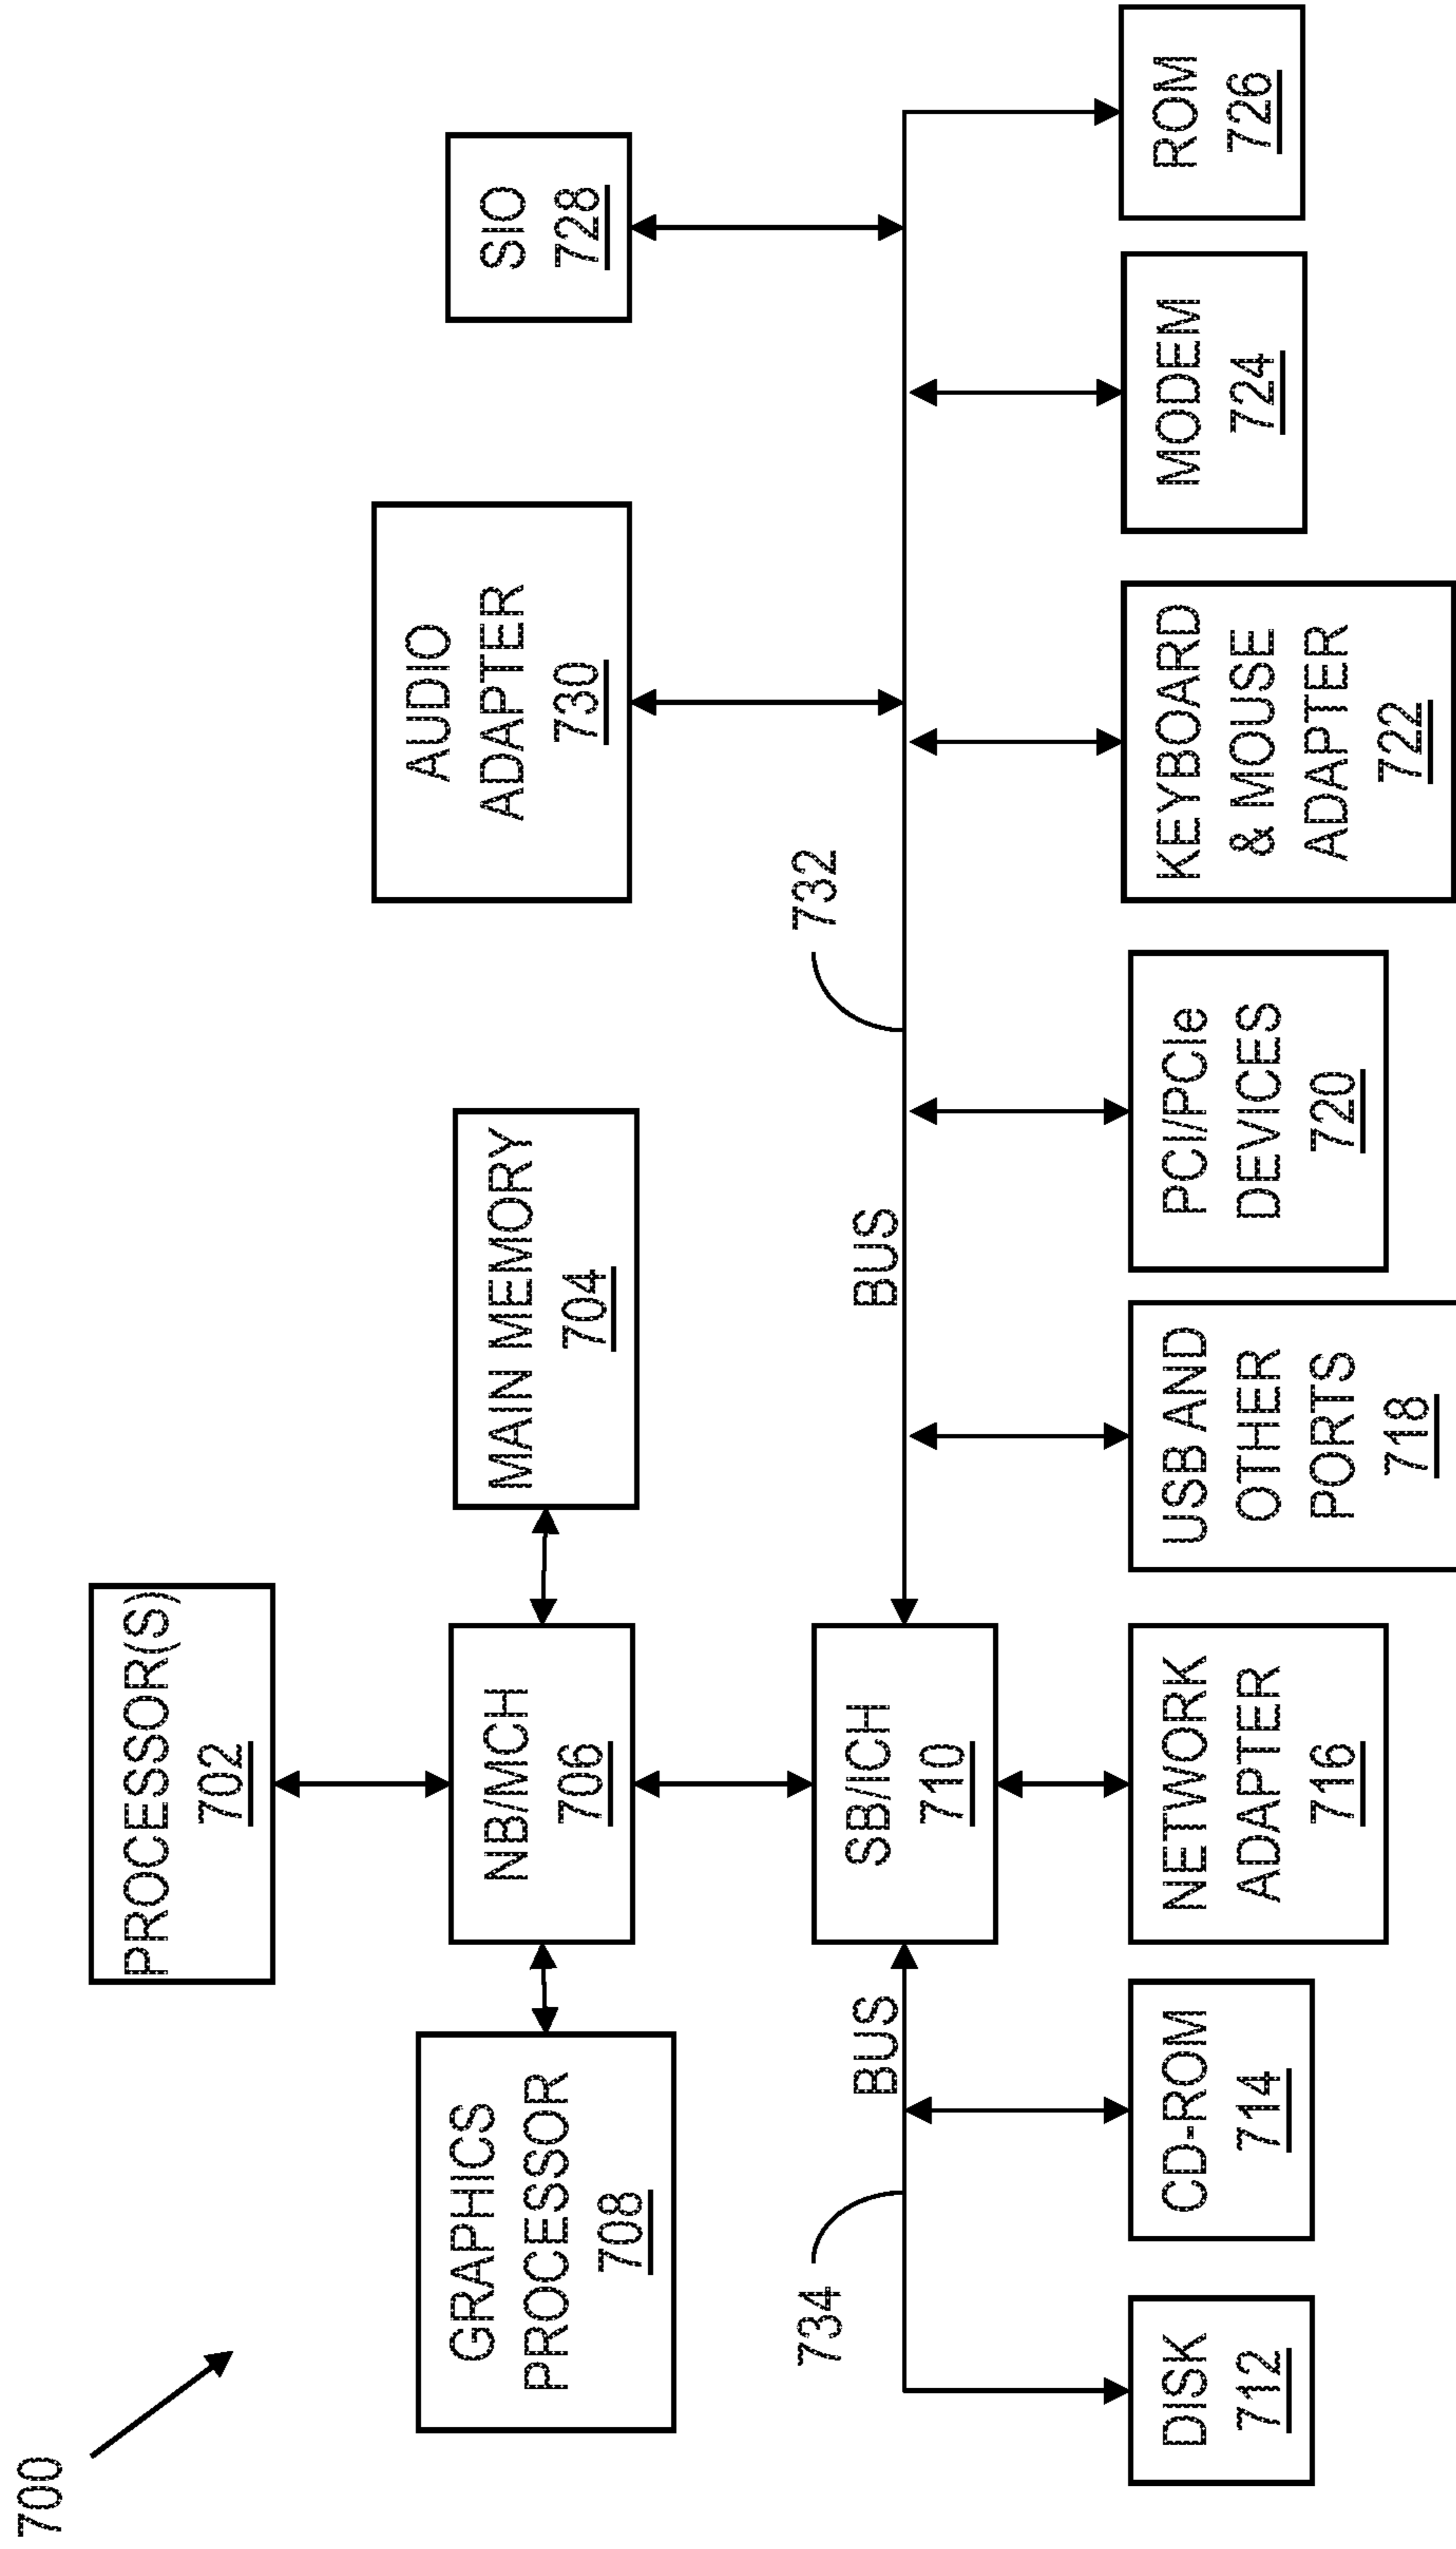 700
PROCESSOR(S)
702
GRAPHICS
PROCESSOR
708
NB/MCH
706
MAIN MEMORY
704
AUDIO
ADAPTER
730
SIO
728
734
BUS
SB/ICH
710
BUS
732
DISK
712
CD-ROM
714
NETWORK
ADAPTER
716
USB AND
OTHER
PORTS
718
PCI/PCIe
DEVICES
720
KEYBOARD
& MOUSE
ADAPTER
722
MODEM
724
ROM
726